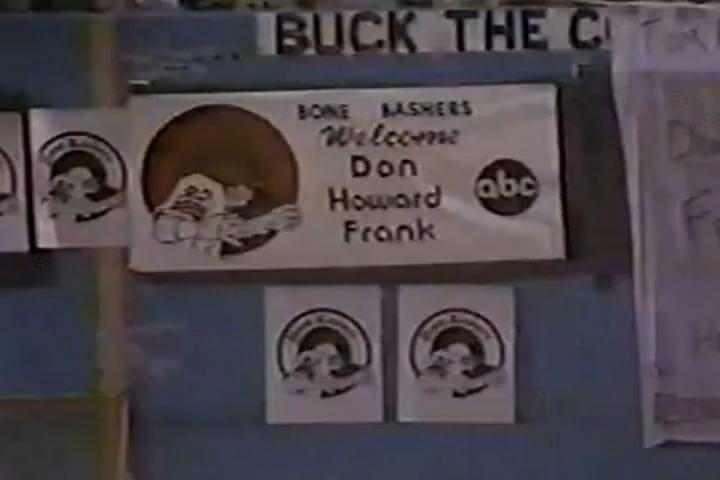 BUCK THE
BONE BASHERS
Welcome
Don
Howard
Frank
abc